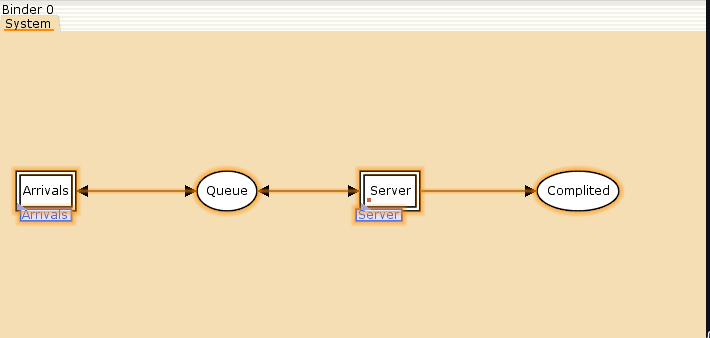 Binder 0
System
Arrivals
Queue
Server
Complited
Arrivals
Server